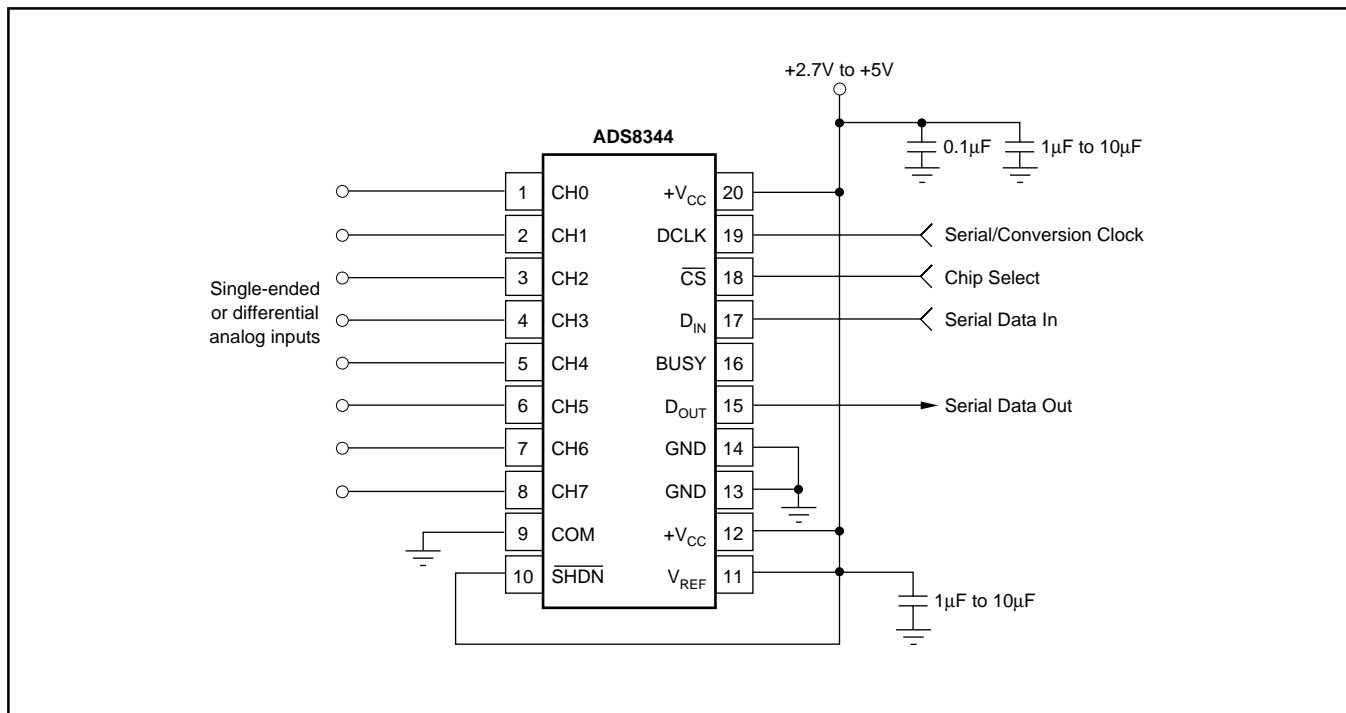 +2.7V to +5V
ADS8344
0.1μF
1μF to 10μF
1 CH0 +VCC 20
2 CH1 DCLK 19 Serial/Conversion Clock
3 CH2 CS 18 Chip Select
Single-ended
or differential
analog inputs
4 CH3 DIN 17 Serial Data In
5 CH4 BUSY 16
6 CH5 DOUT 15 Serial Data Out
7 CH6 GND 14
8 CH7 GND 13
9 COM +VCC 12
10 SHDN VREF 11
1μF to 10μF